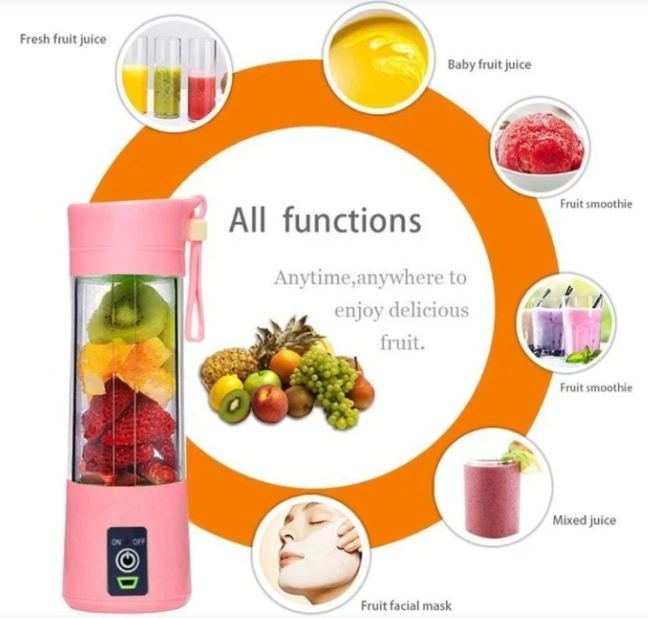 Fresh fruit juice
Baby fruit juice
Fruit smoothie
All functions
Anytime,anywhere to
enjoy delicious
fruit.
Fruit smoothie
Mixed juice
ON OFF
Fruit facial mask